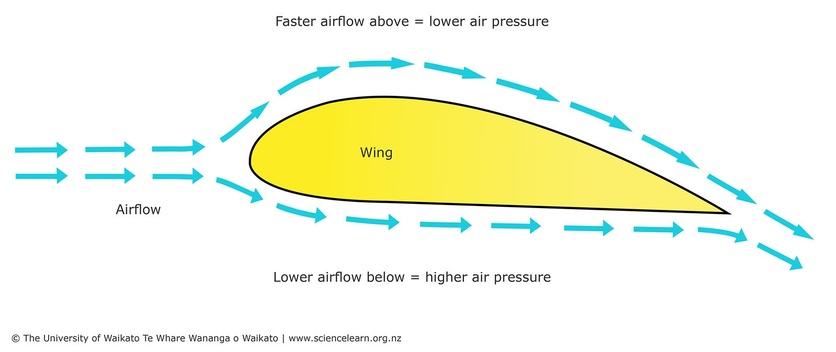 Faster airflow above = lower air pressure
Wing
Airflow
Lower airflow below = higher air pressure
© The University of Waikato Te Whare Wananga o Waikato | www.sciencelearn.org.nz